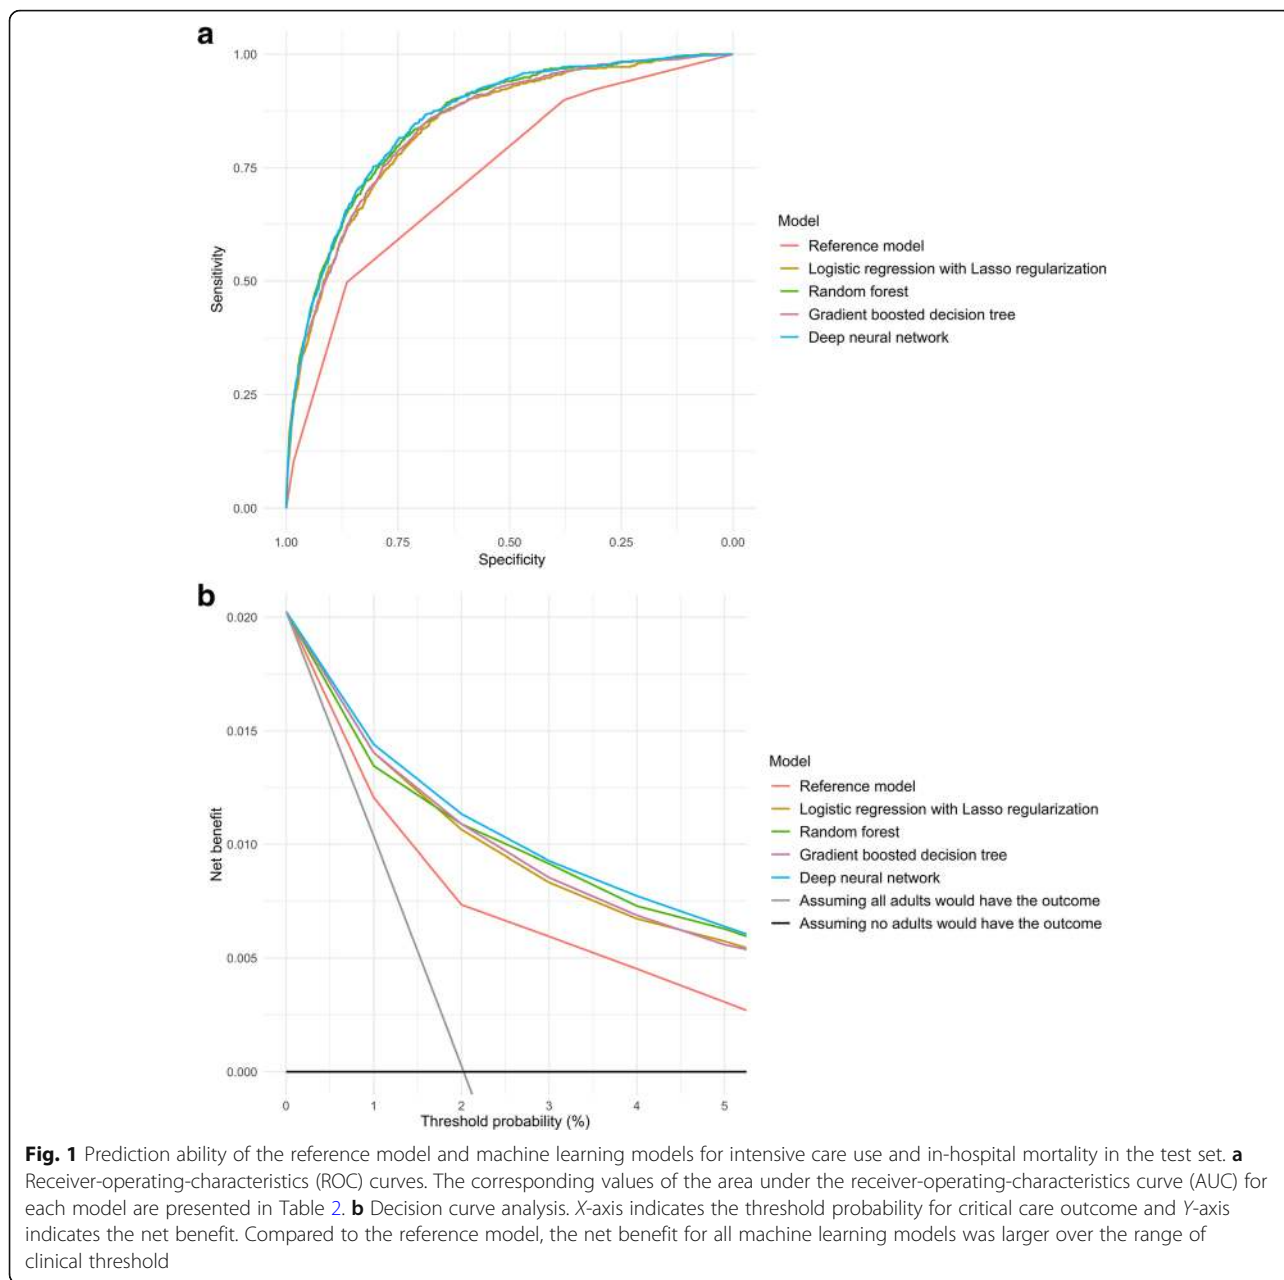 a
1.00
0.75
0.50
0.25
0.00
Sensitivity
1.00 0.75 0.50 0.25 0.00
Specificity
Model
Reference model
Logistic regression with Lasso regularization
Random forest
Gradient boosted decision tree
Deep neural network
b
0.020
0.015
0.010
0.005
0.000
Net benefit
0 1 2 3 4 5
Threshold probability (%)
Model
Reference model
Logistic regression with Lasso regularization
Random forest
Gradient boosted decision tree
Deep neural network
Assuming all adults would have the outcome
Assuming no adults would have the outcome
Fig. 1 Prediction ability of the reference model and machine learning models for intensive care use and in-hospital mortality in the test set. a
Receiver-operating-characteristics (ROC) curves. The corresponding values of the area under the receiver-operating-characteristics curve (AUC) for
each model are presented in Table 2. b Decision curve analysis. X-axis indicates the threshold probability for critical care outcome and Y-axis
indicates the net benefit. Compared to the reference model, the net benefit for all machine learning models was larger over the range of
clinical threshold